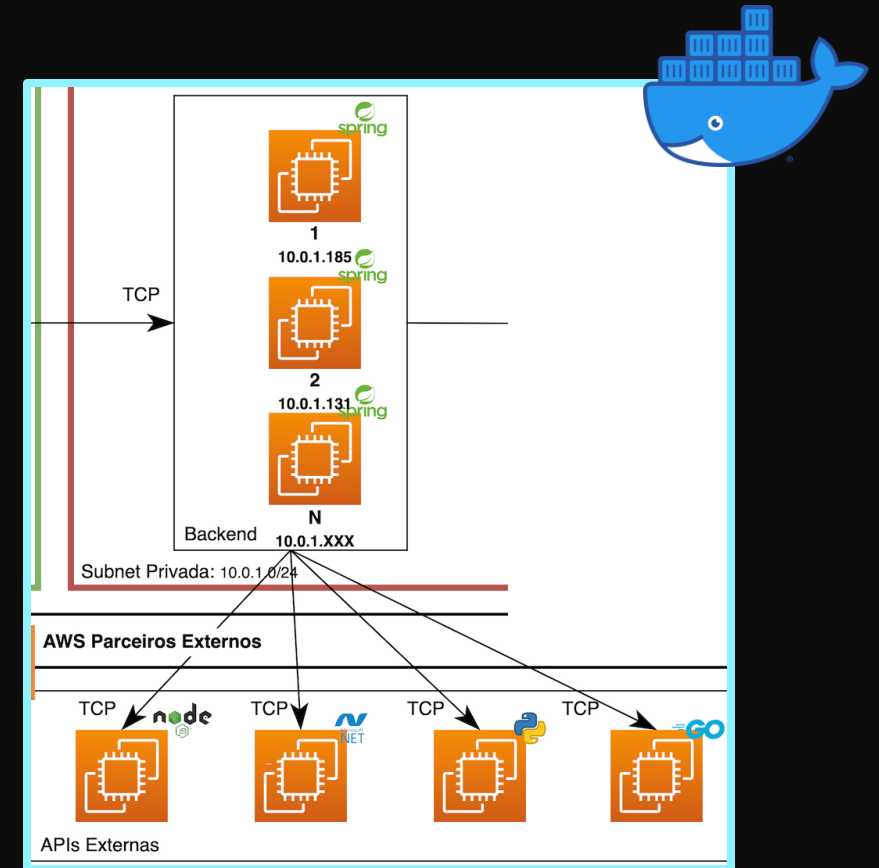 spring
1
10.0.1.185
spring
TCP
2
10.0.1.131
spring
N
Backend
10.0.1.XXX
Subnet Privada: 10.0.1.0/24
AWS Parceiros Externos
TCP
node
JS
TCP
Microsoft
.NET
TCP
TCP
GO
APIs Externas